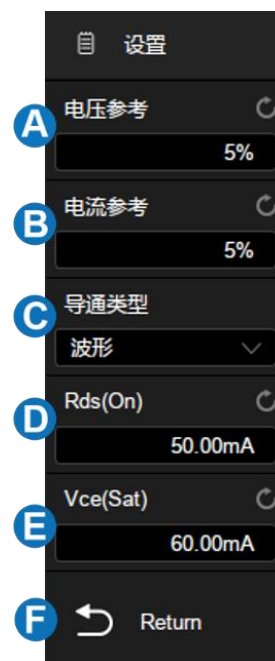 设置
A
电压参考
5%
B
电流参考
5%
C
导通类型
波形
D
Rds(On)
50.00mA
E
Vce(Sat)
60.00mA
F
Return